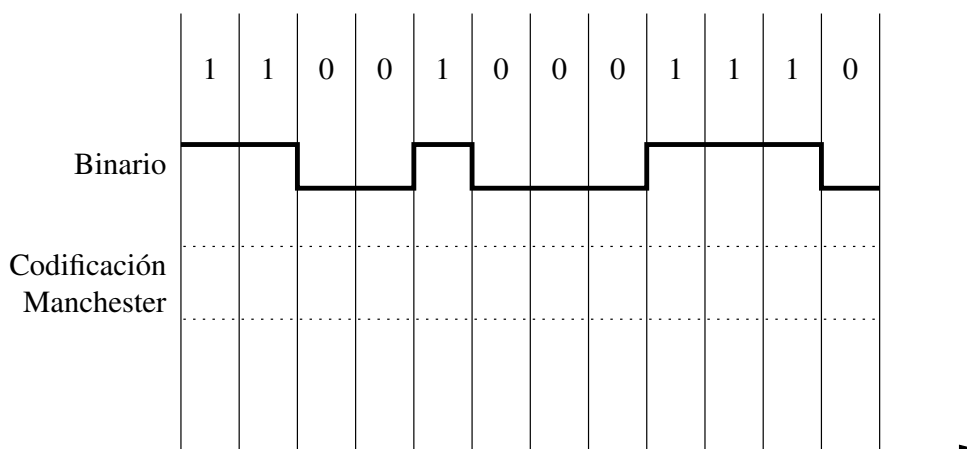 1 1 0 0 1 0 0 0 1 1 1 0
Binario
Codificación
Manchester